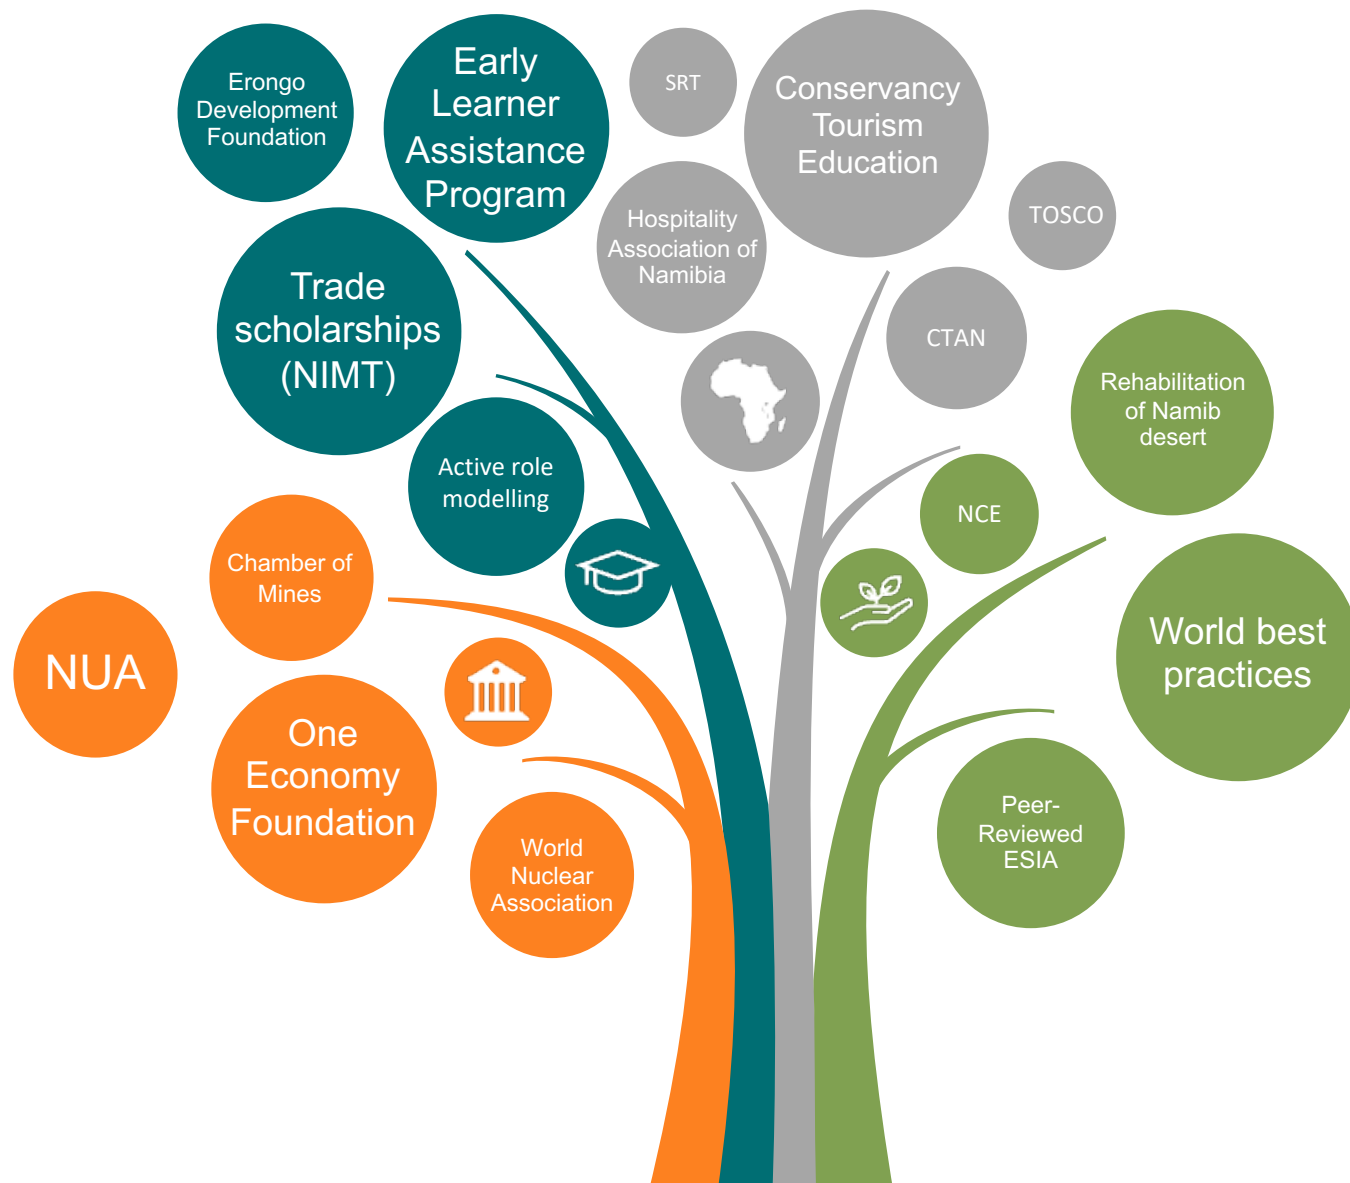 Erongo
Development
Foundation
Early
Learner
Assistance
Program
SRT
Conservancy
Tourism
Education
TOSCO
Hospitality
Association of
Namibia
Trade
scholarships
(NIMT)
CTAN
Rehabilitation
of Namib
desert
Active role
modelling
NCE
Chamber of
Mines
NUA
World best
practices
One
Economy
Foundation
World
Nuclear
Association
Peer-
Reviewed
ESIA